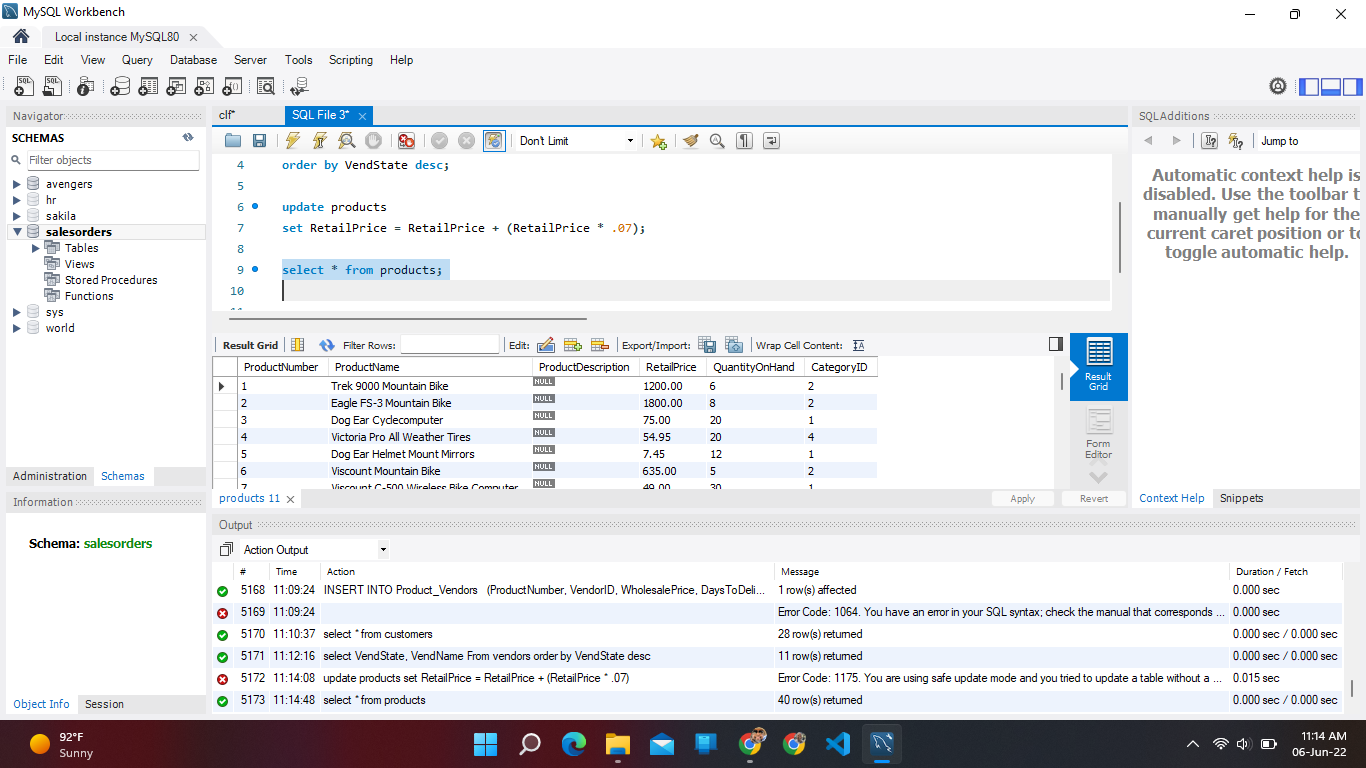 MySQL Workbench
Local instance MySQL80
File Edit View Query Database Server Tools Scripting Help
Navigator
SCHEMAS
Filter objects
avengers
hr
sakila
salesorders
Tables
Views
Stored Procedures
Functions
sys
world
Administration Schemas
Information
Schema: salesorders
Object Info Session
clf* SQL File 3*
Don't Limit
4 order by VendState desc;
5
6 update products
7 set RetailPrice = RetailPrice + (RetailPrice * .07);
8
9 select * from products;
10
Result Grid Filter Rows: Edit: Export/Import: Wrap Cell Content:
ProductNumber ProductName ProductDescription RetailPrice QuantityOnHand CategoryID
1 Trek 9000 Mountain Bike NULL 1200.00 6 2
2 Eagle FS-3 Mountain Bike NULL 1800.00 8 2
3 Dog Ear Cyclecomputer NULL 75.00 20 1
4 Victoria Pro All Weather Tires NULL 54.95 20 4
5 Dog Ear Helmet Mount Mirrors NULL 7.45 12 1
6 Viscount Mountain Bike NULL 635.00 5 2
7 Viscount C-500 Wireless Bike Computer NULL 49.00 30 1
Result Grid
Form Editor
products 11 Apply Revert
SQLAdditions
Jump to
Automatic context help is
disabled. Use the toolbar t
manually get help for the
current caret position or to
toggle automatic help.
Context Help Snippets
Output
Action Output
# Time Action Message Duration / Fetch
5168 11:09:24 INSERT INTO Product_Vendors (ProductNumber, VendorID, WholesalePrice, DaysToDeli... 1 row(s) affected 0.000 sec
5169 11:09:24 Error Code: 1064. You have an error in your SQL syntax; check the manual that corresponds ... 0.000 sec
5170 11:10:37 select * from customers 28 row(s) returned 0.000 sec / 0.000 sec
5171 11:12:16 select VendState, VendName From vendors order by VendState desc 11 row(s) returned 0.000 sec / 0.000 sec
5172 11:14:08 update products set RetailPrice = RetailPrice + (RetailPrice * .07) Error Code: 1175. You are using safe update mode and you tried to update a table without a ... 0.015 sec
5173 11:14:48 select * from products 40 row(s) returned 0.000 sec / 0.000 sec
92°F
Sunny
11:14 AM
06-Jun-22